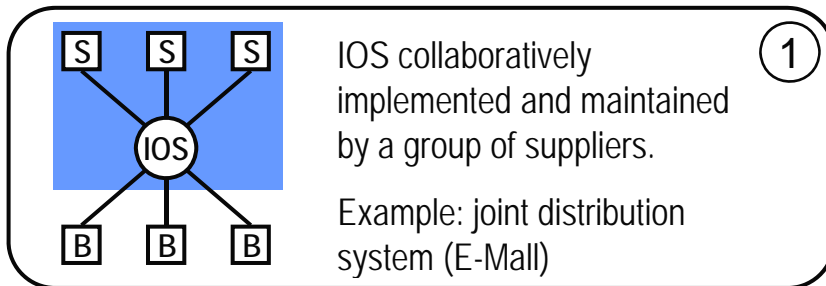 S S S
IOS
B B B
IOS collaboratively
implemented and maintained
by a group of suppliers.
Example: joint distribution
system (E-Mall)
1